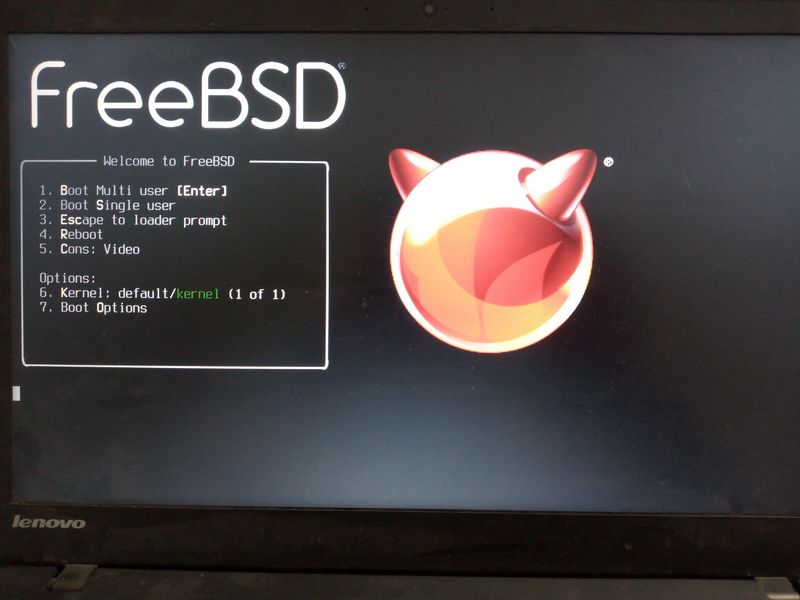 FreeBSD®
Welcome to FreeBSD
1. Boot Multi user [Enter]
2. Boot Single user
3. Escape to loader prompt
4. Reboot
5. Cons: Video
Options:
6. Kernel: default/kernel (1 of 1)
7. Boot Options
®
lenovo